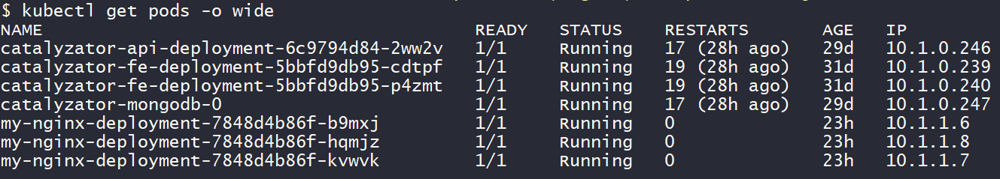 $ kubectl get pods -o wide
NAME READY STATUS RESTARTS AGE IP
catalyzator-api-deployment-6c9794d84-2ww2v 1/1 Running 17 (28h ago) 29d 10.1.0.246
catalyzator-fe-deployment-5bbfd9db95-cdtpf 1/1 Running 19 (28h ago) 31d 10.1.0.239
catalyzator-fe-deployment-5bbfd9db95-p4zmt 1/1 Running 19 (28h ago) 31d 10.1.0.240
catalyzator-mongodb-0 1/1 Running 17 (28h ago) 29d 10.1.0.247
my-nginx-deployment-7848d4b86f-b9mxj 1/1 Running 0 23h 10.1.1.6
my-nginx-deployment-7848d4b86f-hqmjz 1/1 Running 0 23h 10.1.1.8
my-nginx-deployment-7848d4b86f-kvwvk 1/1 Running 0 23h 10.1.1.7